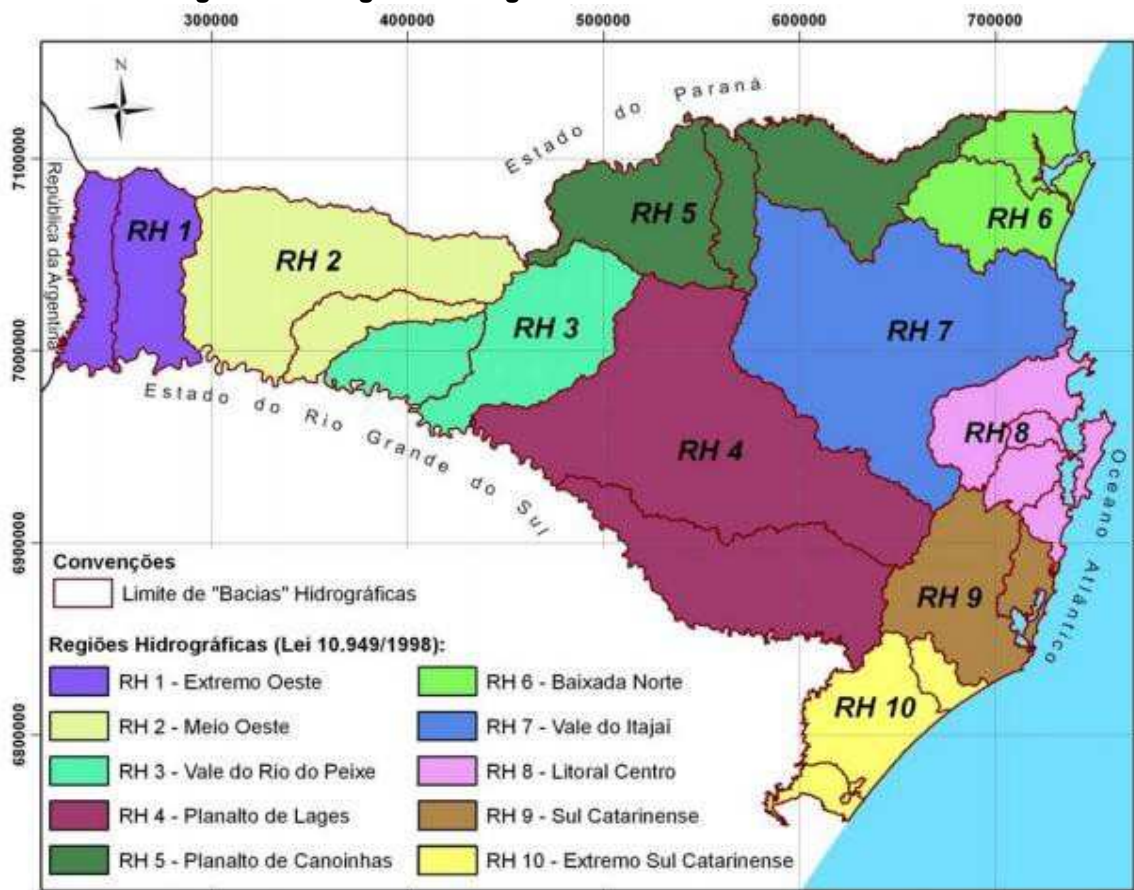 300000 400000 500000 600000 700000
N
Estado do Paraná
7100000
República da Argentina
RH 1
RH 2
RH 5
RH 6
RH 3
RH 7
7000000
Estado do Rio Grande do Sul
RH 4
RH 8
Oceano Atlântico
6900000
RH 9
RH 10
6800000
Convenções
Limite de "Bacias" Hidrográficas
Regiões Hidrográficas (Lei 10.949/1998):
RH 1 - Extremo Oeste
RH 2 - Meio Oeste
RH 3 - Vale do Rio do Peixe
RH 4 - Planalto de Lages
RH 5 - Planalto de Canoinhas
RH 6 - Baixada Norte
RH 7 - Vale do Itajaí
RH 8 - Litoral Centro
RH 9 - Sul Catarinense
RH 10 - Extremo Sul Catarinense